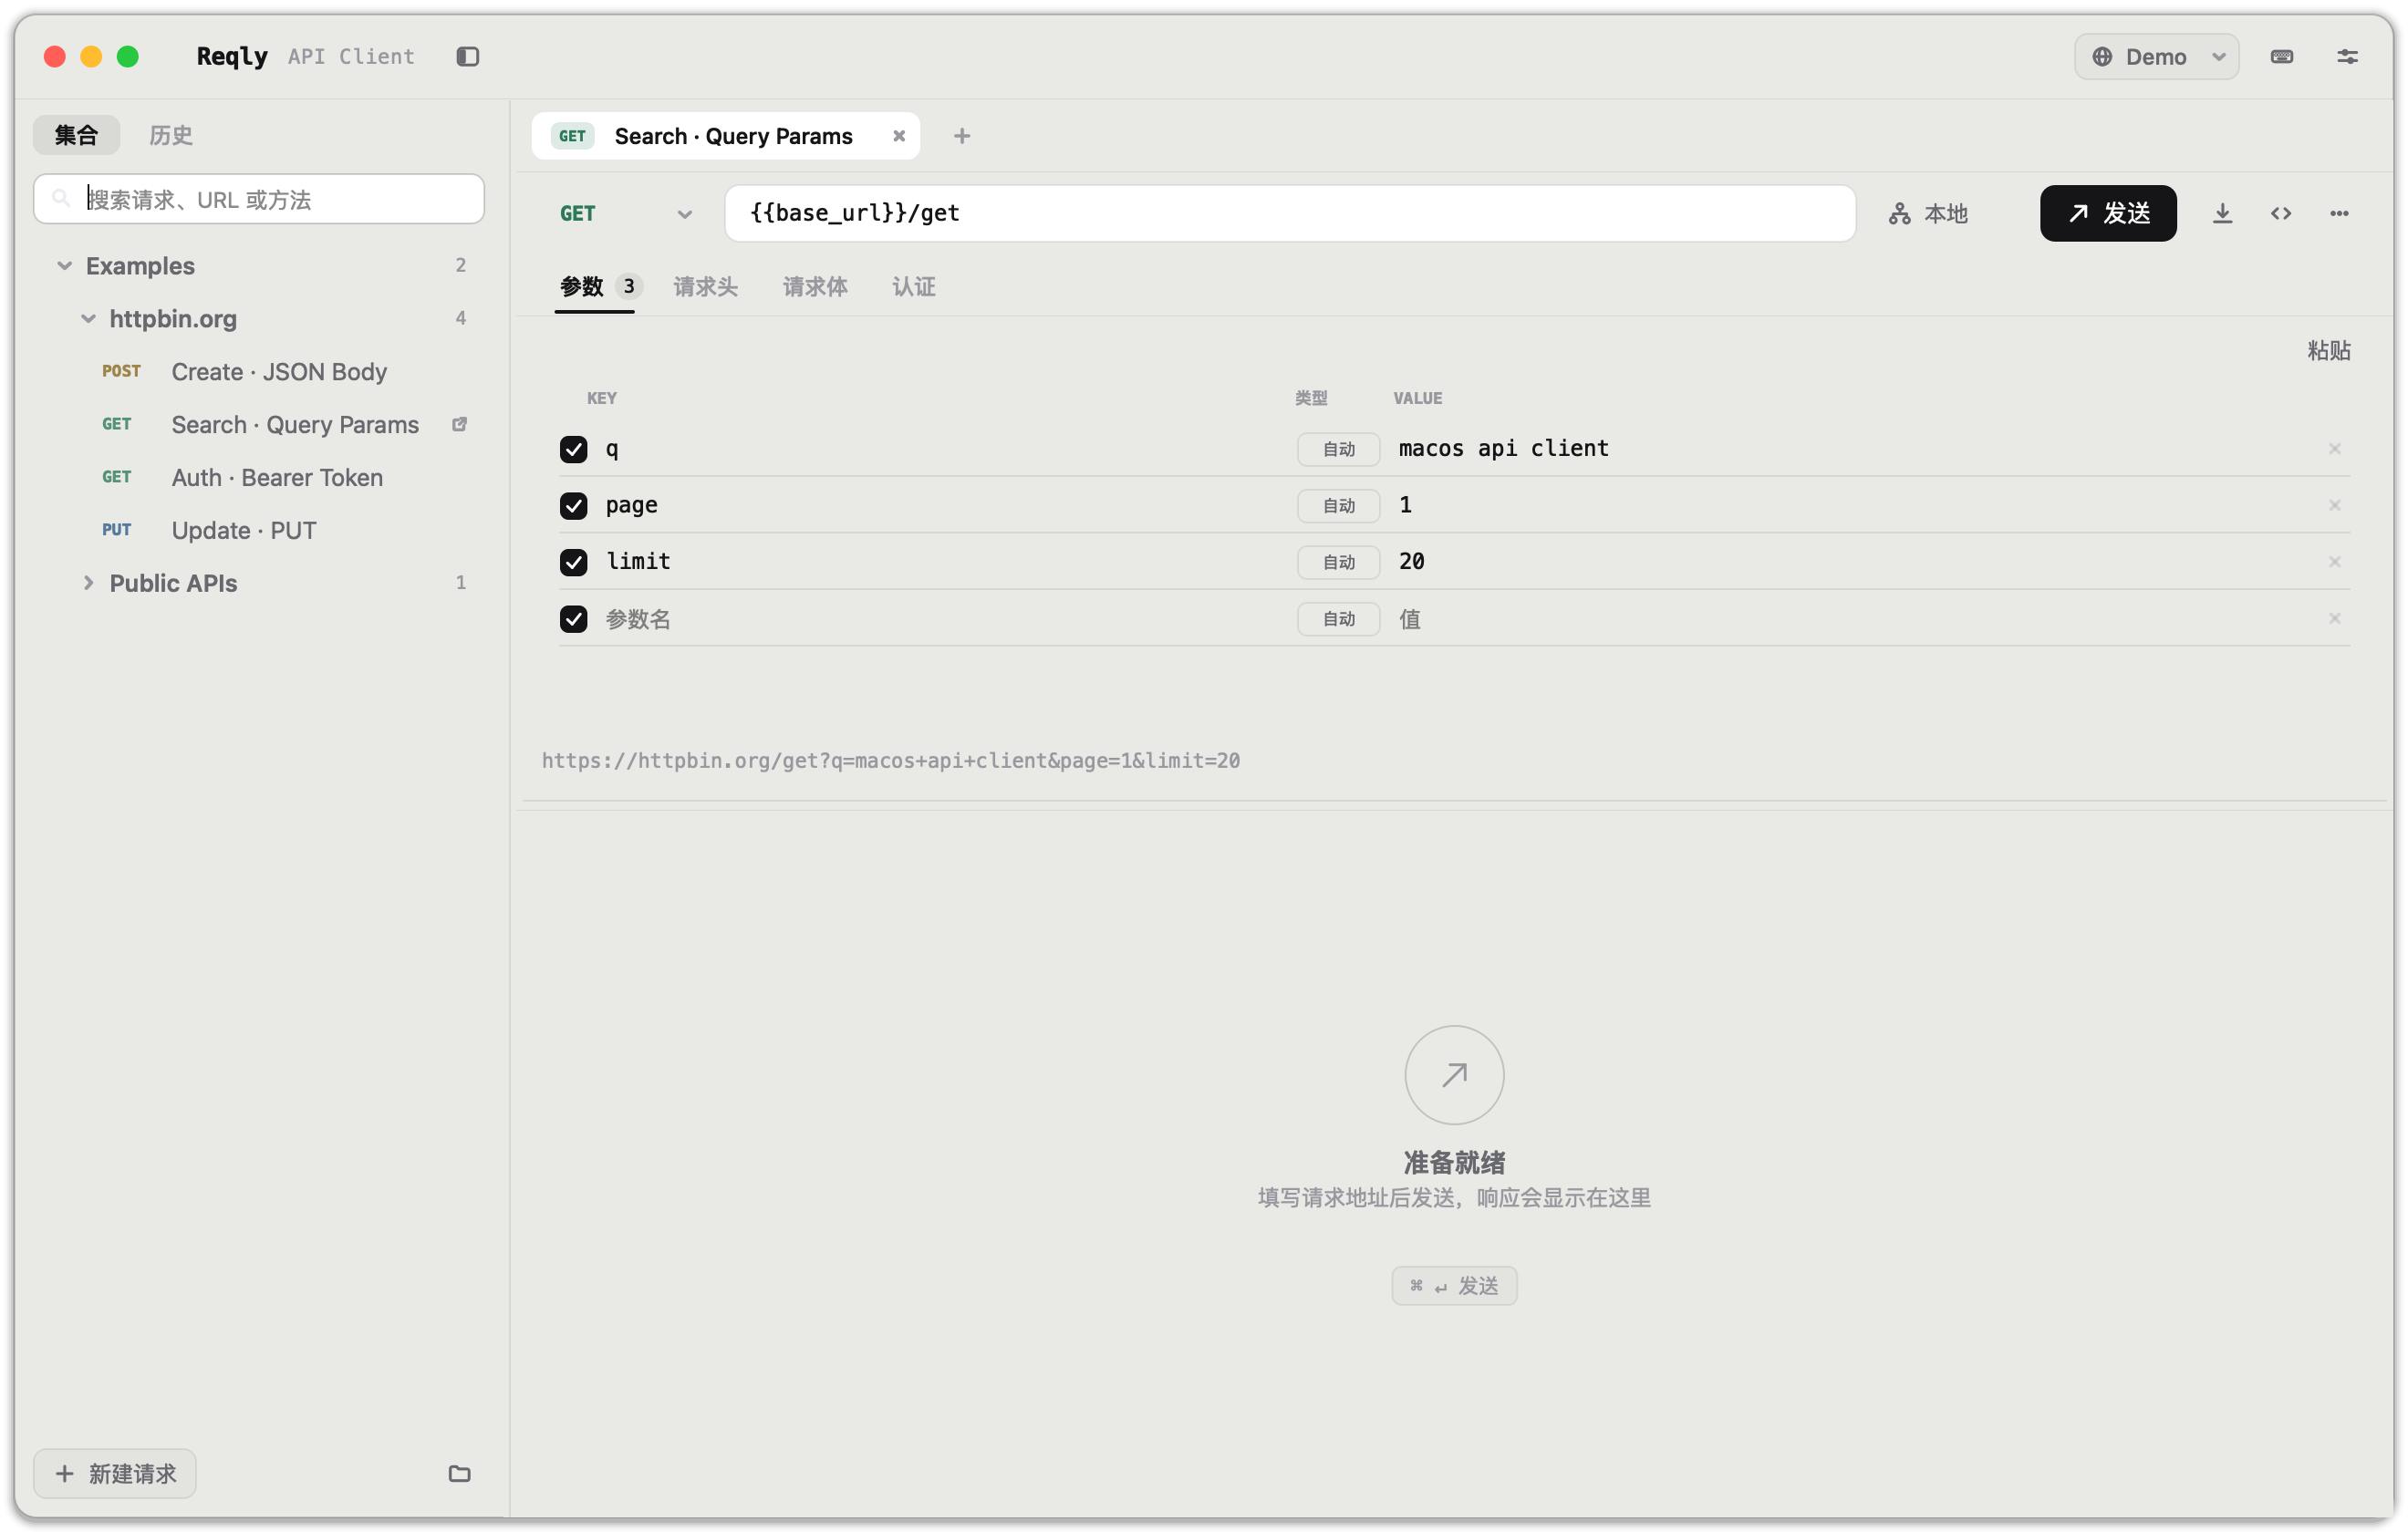 Reqly API Client
Demo
集合 历史
搜索请求、URL 或方法
Examples 2
httpbin.org 4
POST Create · JSON Body
GET Search · Query Params
GET Auth · Bearer Token
PUT Update · PUT
Public APIs 1
新建请求
GET Search · Query Params
GET {{base_url}}/get 本地 发送
参数 3 请求头 请求体 认证
粘贴
KEY 类型 VALUE
q 自动 macos api client
page 自动 1
limit 自动 20
参数名 自动 值
https://httpbin.org/get?q=macos+api+client&page=1&limit=20
准备就绪
填写请求地址后发送，响应会显示在这里
⌘ ↵ 发送